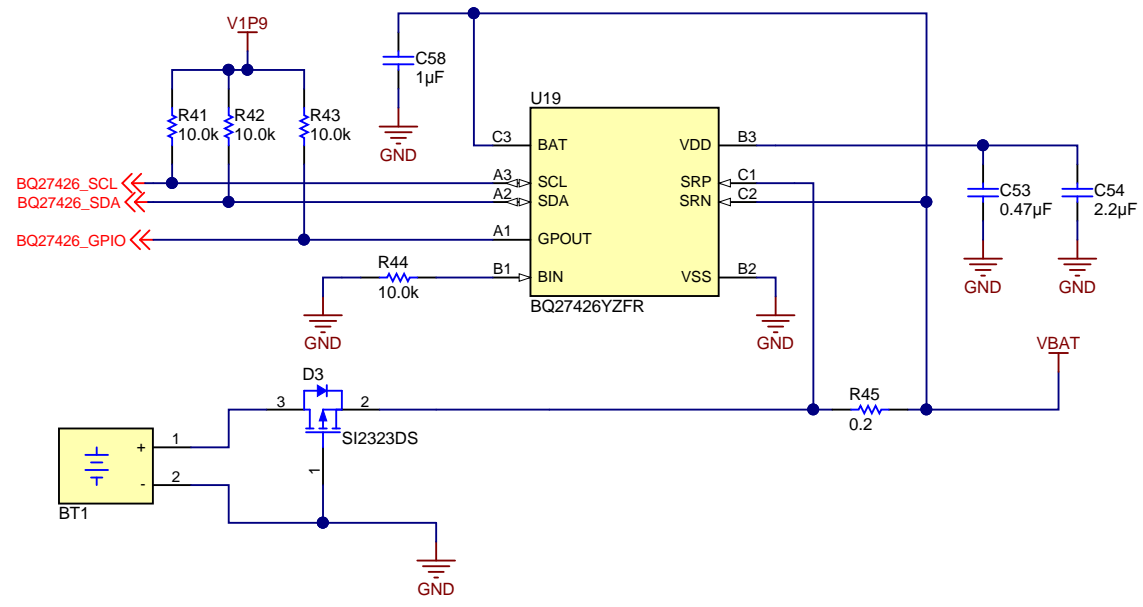 V1P9
C58
1µF
R41
10.0k
R42
10.0k
R43
10.0k
GND
U19
C3
BAT
VDD
B3
BQ27426_SCL
A3
SCL
SRP
C1
BQ27426_SDA
A2
SDA
SRN
C2
C53
0.47µF
C54
2.2µF
BQ27426_GPIO
A1
GPOUT
R44
10.0k
B1
BIN
VSS
B2
BQ27426YZFR
GND
GND
GND
GND
VBAT
D3
3
2
SI2323DS
1
R45
0.2
+
1
-
2
BT1
GND